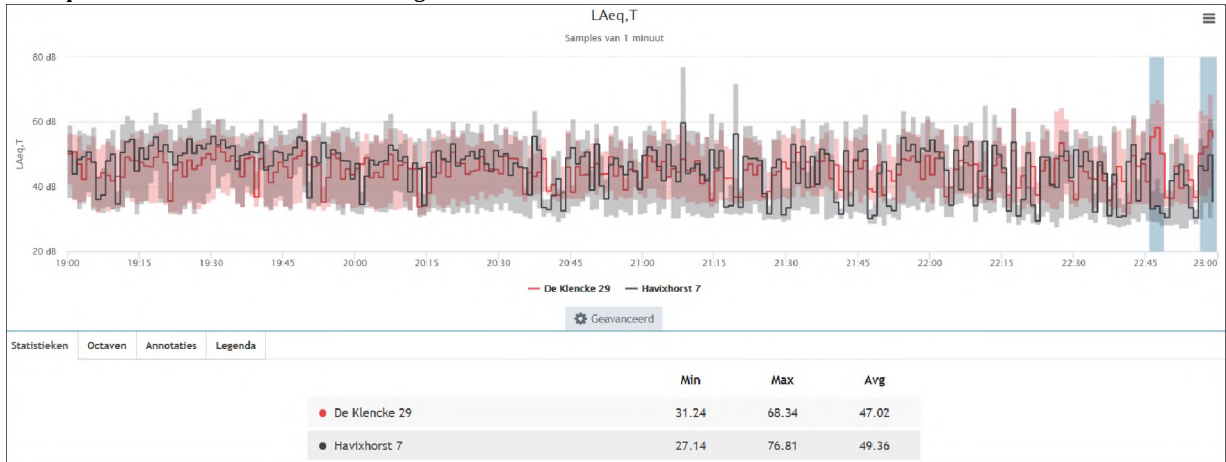 LAeq,T
Samples van 1 minuut
80 dB
60 dB
40 dB
20 dB
LAeq,T
19:00 19:15 19:30 19:45 20:00 20:15 20:30 20:45 21:00 21:15 21:30 21:45 22:00 22:15 22:30 22:45 23:00
De Klencke 29 Havixhorst 7
Geavanceerd
Statistieken Octaven Annotaties Legenda
Min Max Avg
De Klencke 29 31.24 68.34 47.02
Havixhorst 7 27.14 76.81 49.36